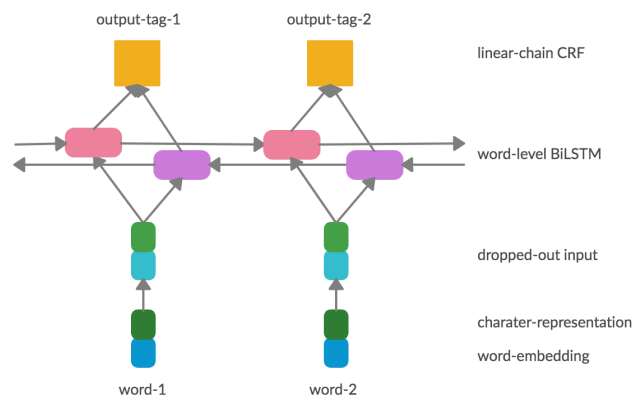 output-tag-1
output-tag-2
linear-chain CRF
word-level BiLSTM
dropped-out input
charater-representation
word-embedding
word-1
word-2